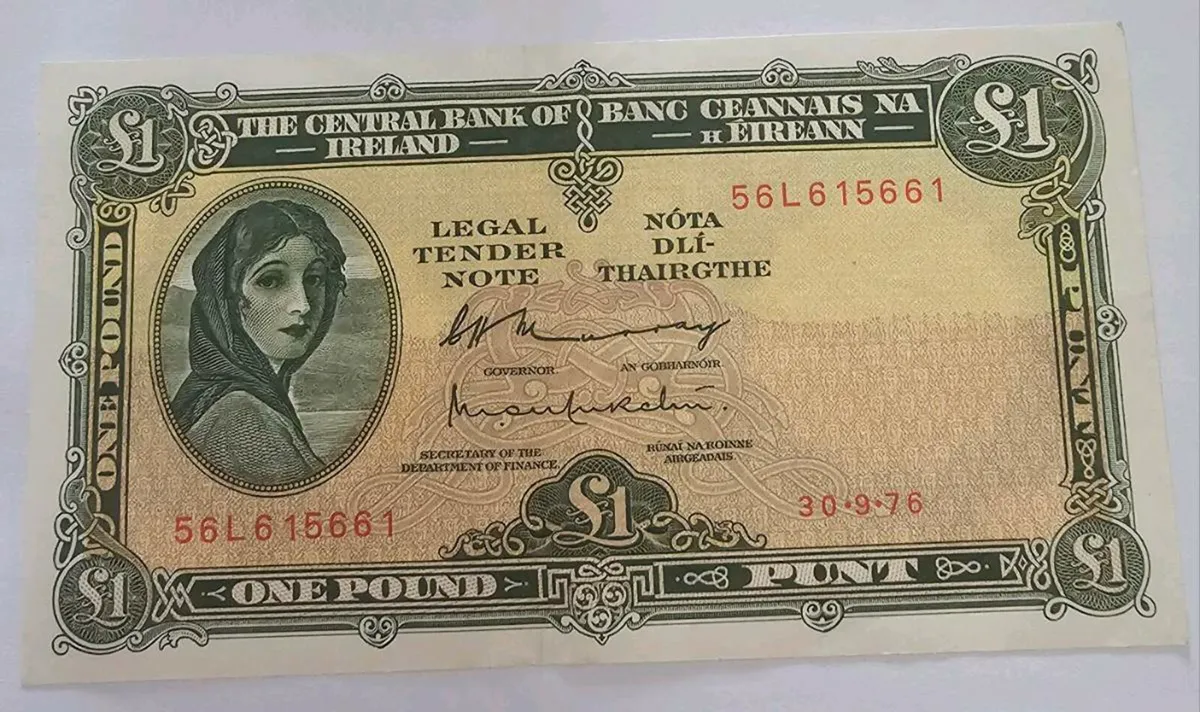 £1
THE CENTRAL BANK OF
IRELAND
BANC CEANNAIS NA
H ÉIREANN
£1
56L615661
LEGAL
TENDER
NOTE
NÓTA
DLÍ-
THAIRGTHE
ONE POUND
PUNT
C H Murray
GOVERNOR.
AN GOBHARNÓIR.
SECRETARY OF THE
DEPARTMENT OF FINANCE.
RÚNAÍ NA ROINNE
AIRGEADAIS
£1
56L615661
30·9·76
£1
ONE POUND
PUNT
£1